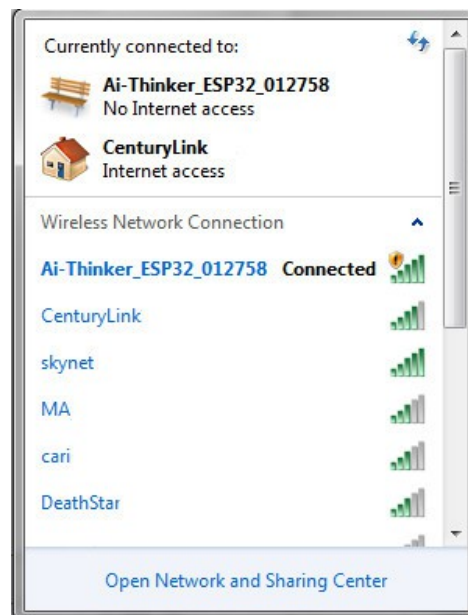 Currently connected to:
Ai-Thinker_ESP32_012758
No Internet access
CenturyLink
Internet access
Wireless Network Connection
Ai-Thinker_ESP32_012758 Connected
CenturyLink
skynet
MA
cari
DeathStar
Open Network and Sharing Center